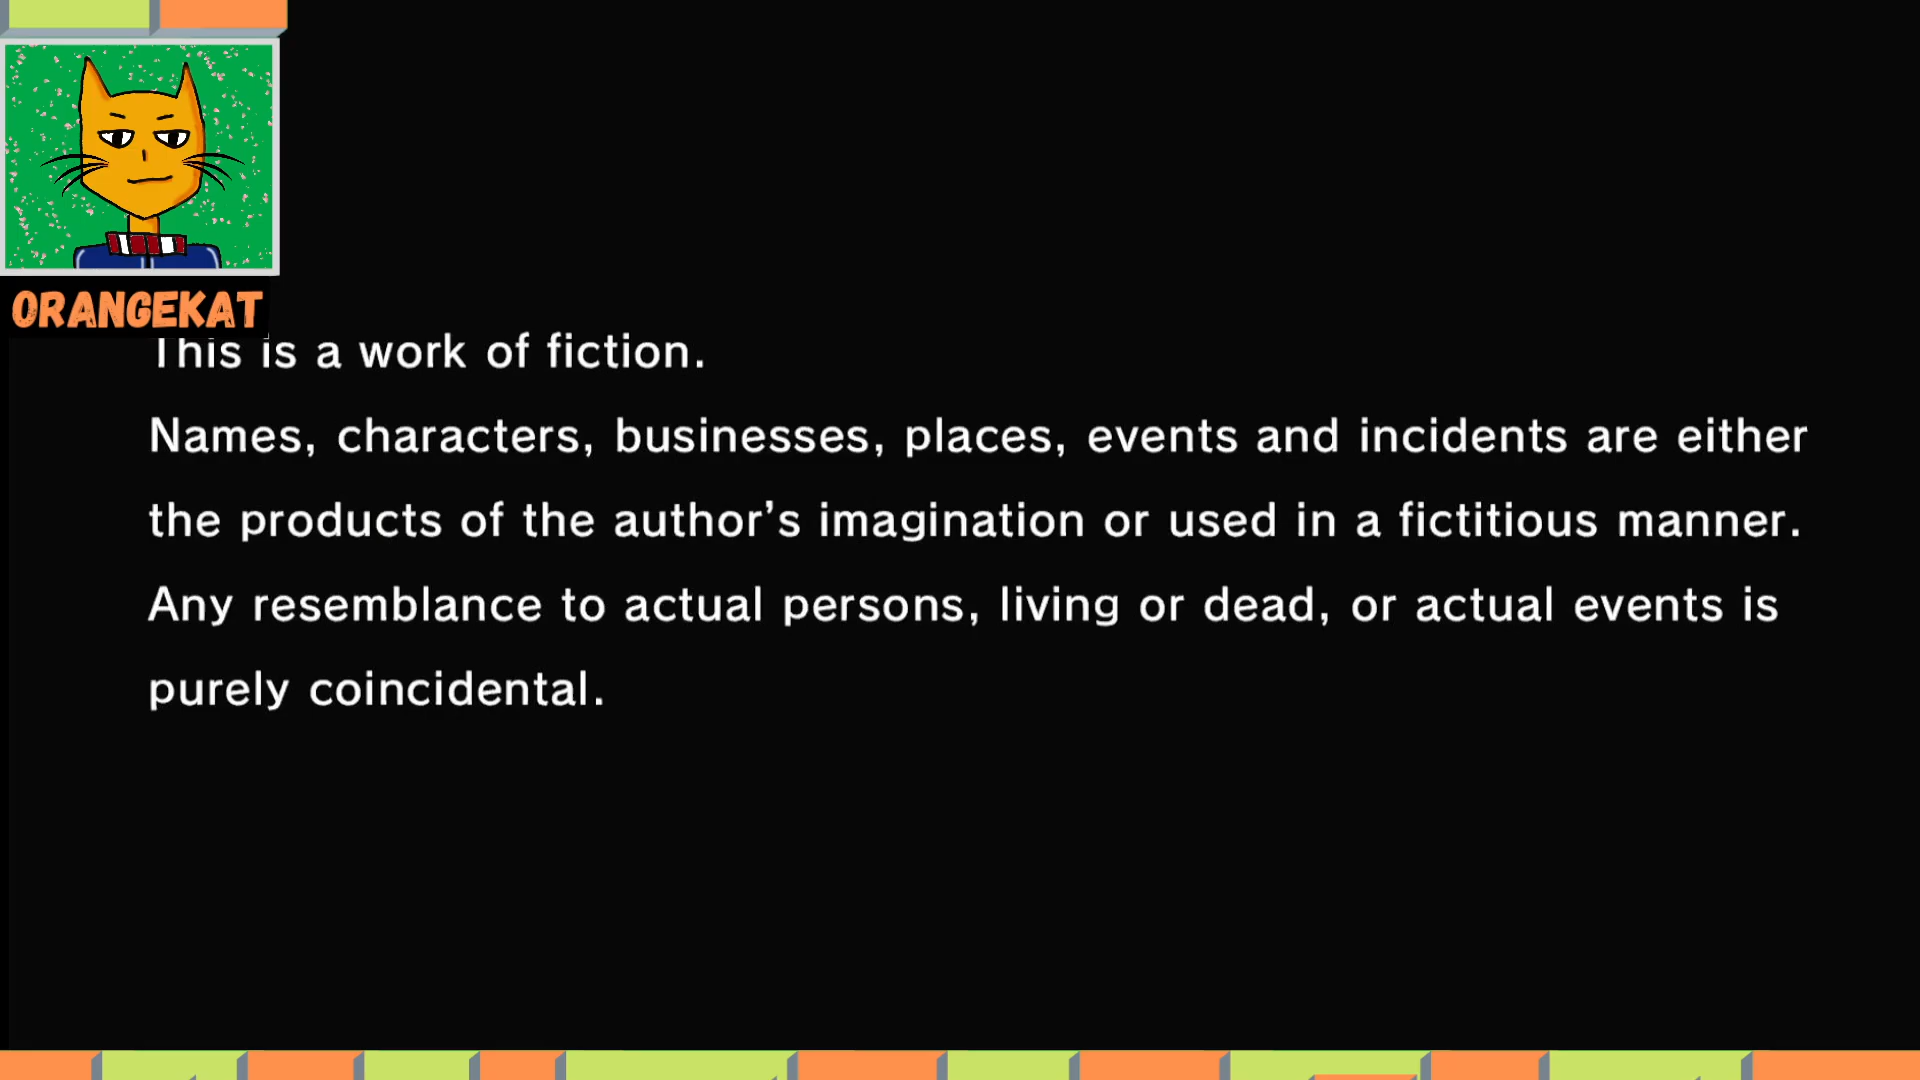 ORANGEKAT
This is a work of fiction.
Names, characters, businesses, places, events and incidents are either
the products of the author’s imagination or used in a fictitious manner.
Any resemblance to actual persons, living or dead, or actual events is
purely coincidental.